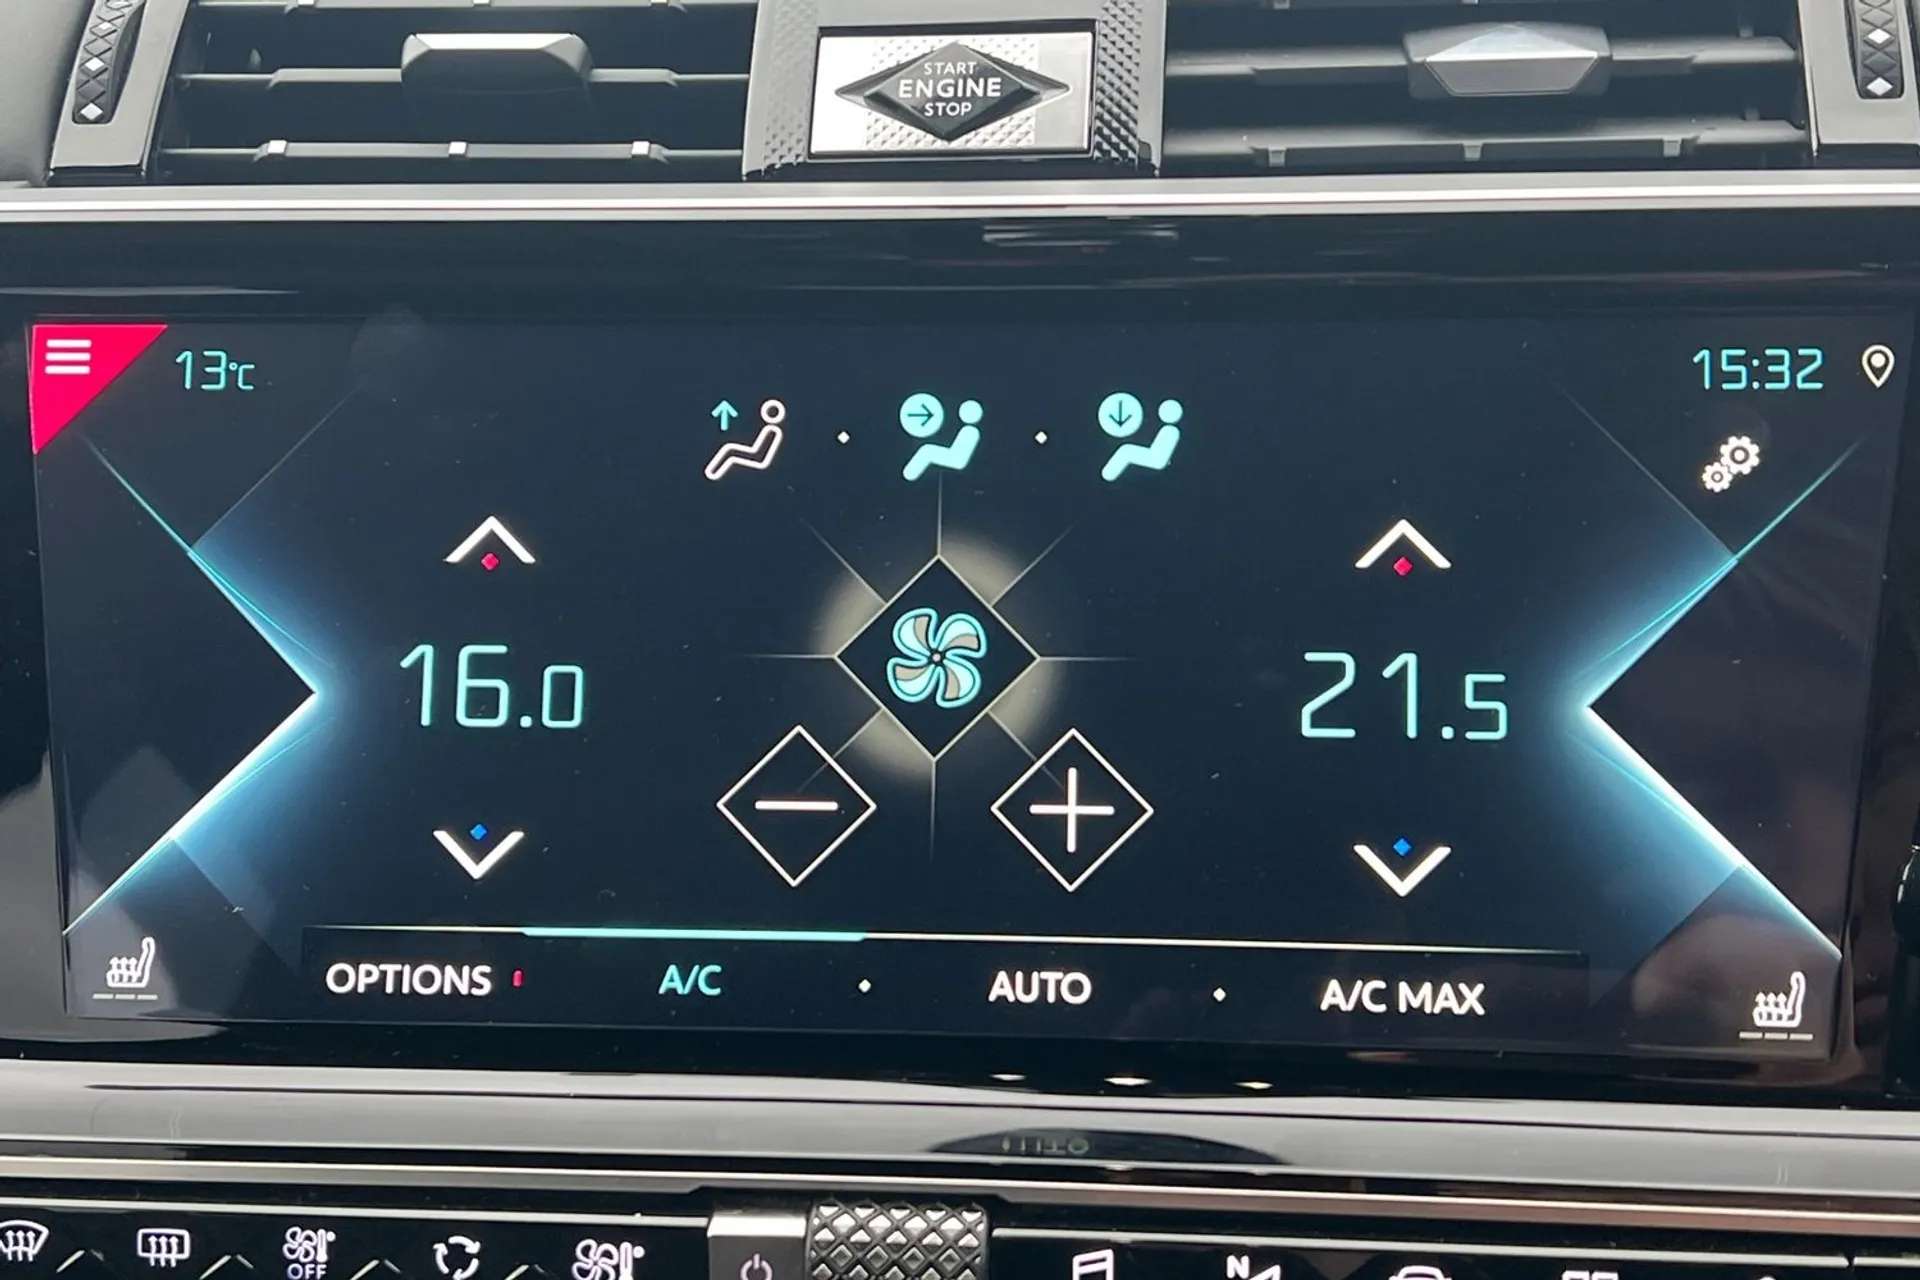 START
ENGINE
STOP
13°C
15:32
16.0
21.5
OPTIONS A/C AUTO A/C MAX
OFF
N